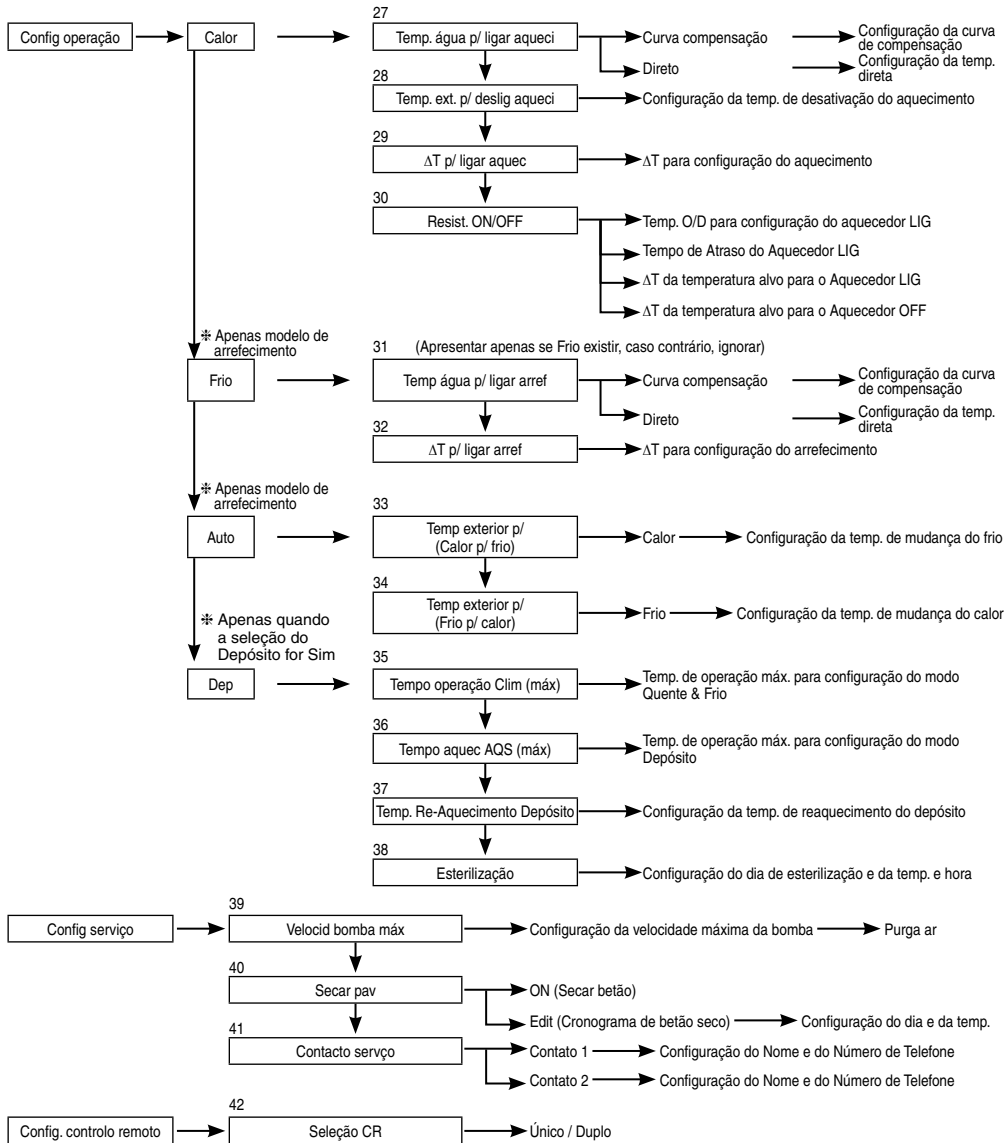 27
Config operação
Calor
Temp. água p/ ligar aqueci
Curva compensação
Configuração da curva
de compensação
Direto
Configuração da temp.
direta
28
Temp. ext. p/ deslig aqueci
Configuração da temp. de desativação do aquecimento
29
∆T p/ ligar aquec
∆T para configuração do aquecimento
30
Resist. ON/OFF
Temp. O/D para configuração do aquecedor LIG
Tempo de Atraso do Aquecedor LIG
∆T da temperatura alvo para o Aquecedor LIG
∆T da temperatura alvo para o Aquecedor OFF
❉ Apenas modelo de
arrefecimento
31 (Apresentar apenas se Frio existir, caso contrário, ignorar)
Frio
Temp água p/ ligar arref
Curva compensação
Configuração da curva
de compensação
Direto
Configuração da temp.
direta
32
∆T p/ ligar arref
∆T para configuração do arrefecimento
❉ Apenas modelo de
arrefecimento
33
Auto
Temp exterior p/
(Calor p/ frio)
Calor
Configuração da temp. de mudança do frio
34
Temp exterior p/
(Frio p/ calor)
Frio
Configuração da temp. de mudança do calor
❉ Apenas quando
a seleção do
Depósito for Sim
35
Dep
Tempo operação Clim (máx)
Temp. de operação máx. para configuração do modo
Quente & Frio
36
Tempo aquec AQS (máx)
Temp. de operação máx. para configuração do modo
Depósito
37
Temp. Re-Aquecimento Depósito
Configuração da temp. de reaquecimento do depósito
38
Esterilização
Configuração do dia de esterilização e da temp. e hora
39
Config serviço
Velocid bomba máx
Configuração da velocidade máxima da bomba
Purga ar
40
Secar pav
ON (Secar betão)
Edit (Cronograma de betão seco)
Configuração do dia e da temp.
41
Contacto servço
Contato 1
Configuração do Nome e do Número de Telefone
Contato 2
Configuração do Nome e do Número de Telefone
42
Config. controlo remoto
Seleção CR
Único / Duplo